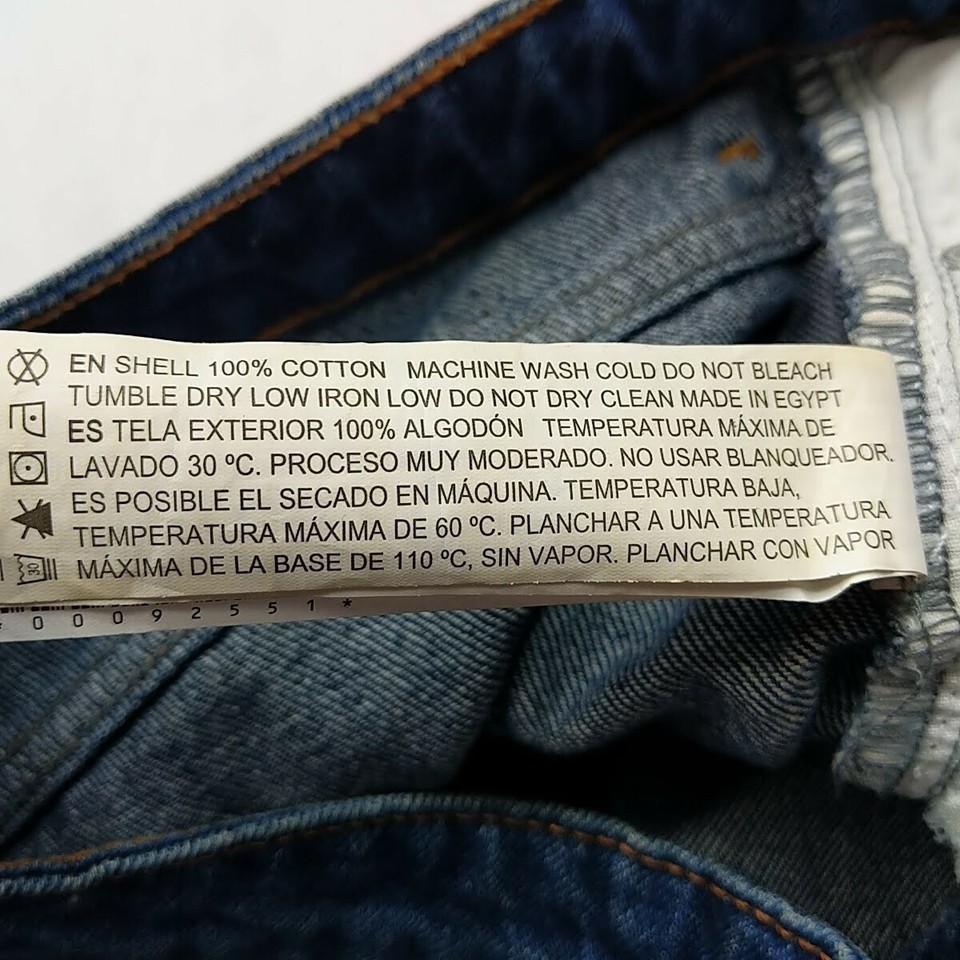 EN SHELL 100% COTTON MACHINE WASH COLD DO NOT BLEACH
TUMBLE DRY LOW IRON LOW DO NOT DRY CLEAN MADE IN EGYPT
ES TELA EXTERIOR 100% ALGODÓN TEMPERATURA MÁXIMA DE
LAVADO 30 ºC. PROCESO MUY MODERADO. NO USAR BLANQUEADOR.
ES POSIBLE EL SECADO EN MÁQUINA. TEMPERATURA BAJA,
TEMPERATURA MÁXIMA DE 60 ºC. PLANCHAR A UNA TEMPERATURA
30 MÁXIMA DE LA BASE DE 110 ºC, SIN VAPOR. PLANCHAR CON VAPOR
* 0 0 0 9 2 5 5 1 *